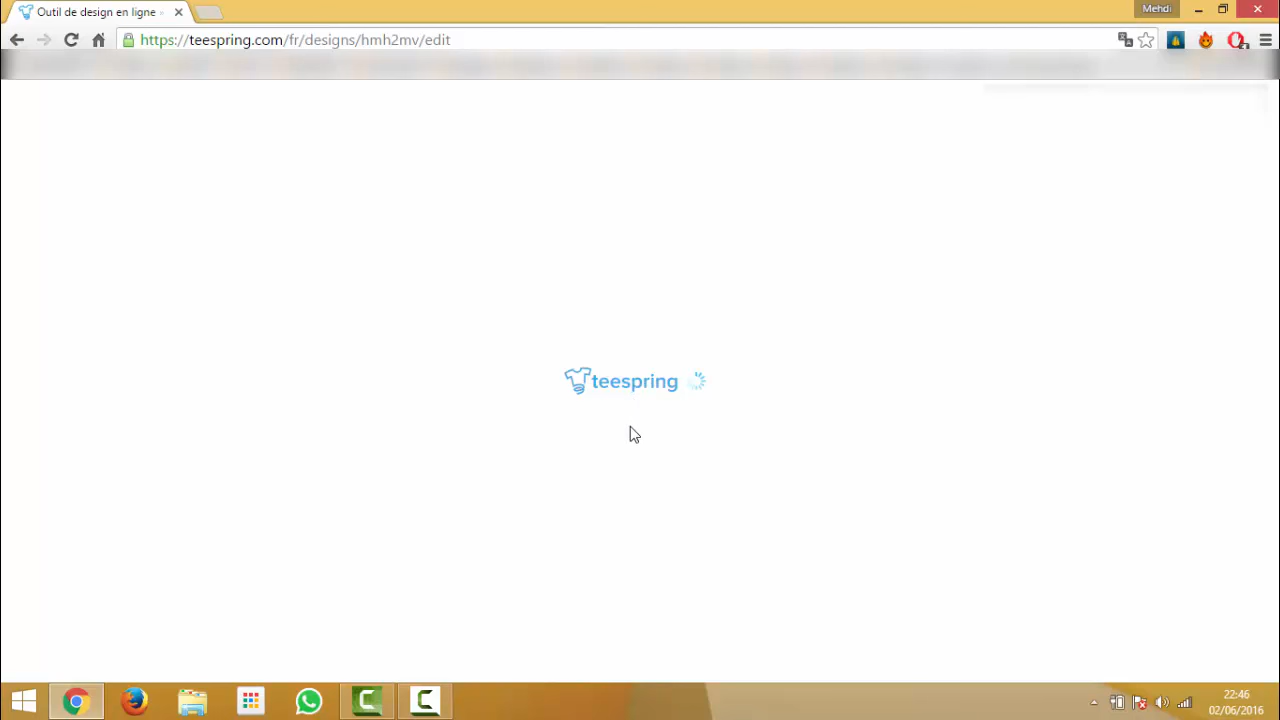 Outil de design en ligne
Mehdi
https://teespring.com/fr/designs/hmh2mv/edit
teespring
22:46
02/06/2016